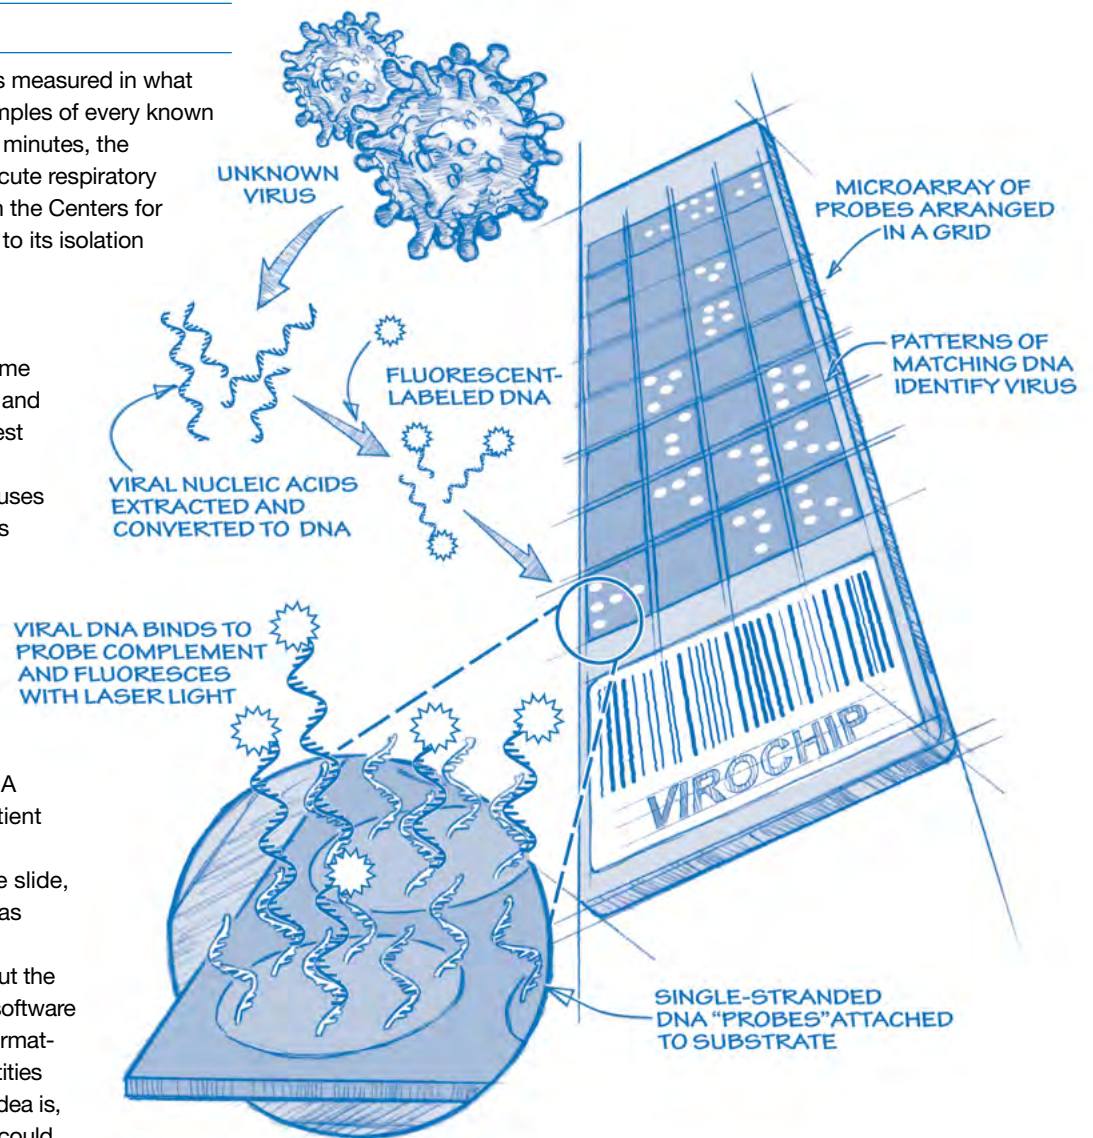 s measured in what
mples of every known
minutes, the
cute respiratory
n the Centers for
to its isolation
me
and
est
uses
s
A
tient
e slide,
as
ut the
software
rmat-
tities
dea is,
could
UNKNOWN
VIRUS
MICROARRAY OF
PROBES ARRANGED
IN A GRID
PATTERNS OF
MATCHING DNA
IDENTIFY VIRUS
FLUORESCENT-
LABELED DNA
VIRAL NUCLEIC ACIDS
EXTRACTED AND
CONVERTED TO DNA
VIRAL DNA BINDS TO
PROBE COMPLEMENT
AND FLUORESCES
WITH LASER LIGHT
VIROCHIP
SINGLE-STRANDED
DNA "PROBES" ATTACHED
TO SUBSTRATE